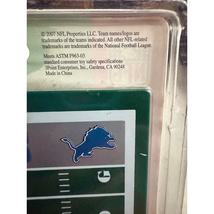 © 2007 NFL Properties LLC. Team names/logos are
trademarks of the teams indicated. All other NFL-related
trademarks are trademarks of the National Football League.
Meets ASTM F963-03
standard consumer toy safety specifications
3Point Enterprises, Inc., Gardena, CA 90248
Made in China